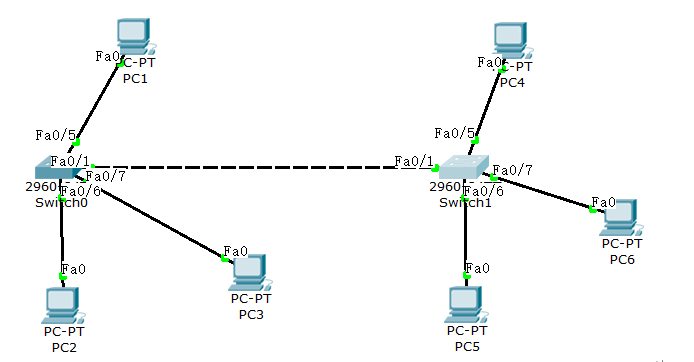 Fa0
PC-PT
PC1
Fa0
PC-PT
PC4
Fa0/5
Fa0/1
Fa0/7
2960
Fa0/6
Switch0
Fa0/5
Fa0/1
Fa0/7
2960
Fa0/6
Switch1
Fa0
PC-PT
PC6
Fa0
PC-PT
PC3
Fa0
PC-PT
PC2
Fa0
PC-PT
PC5